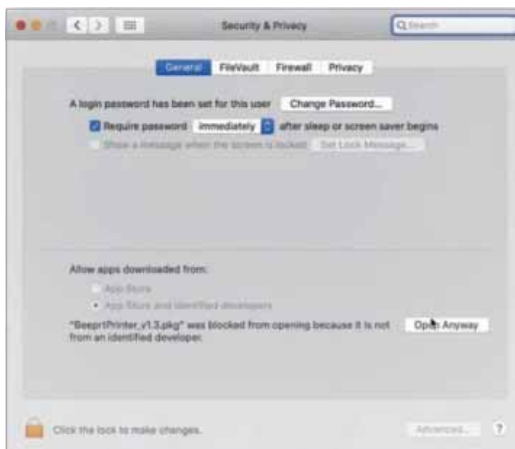 Security & Privacy
Search
General FileVault Firewall Privacy
A login password has been set for this user Change Password...
Require password immediately after sleep or screen saver begins
Show a message when the screen is locked Set Lock Message...
Allow apps downloaded from:
App Store
App Store and identified developers
"BeeprtPrinter_v1.3.pkg" was blocked from opening because it is not Open Anyway
from an identified developer.
Click the lock to make changes. Advanced... ?